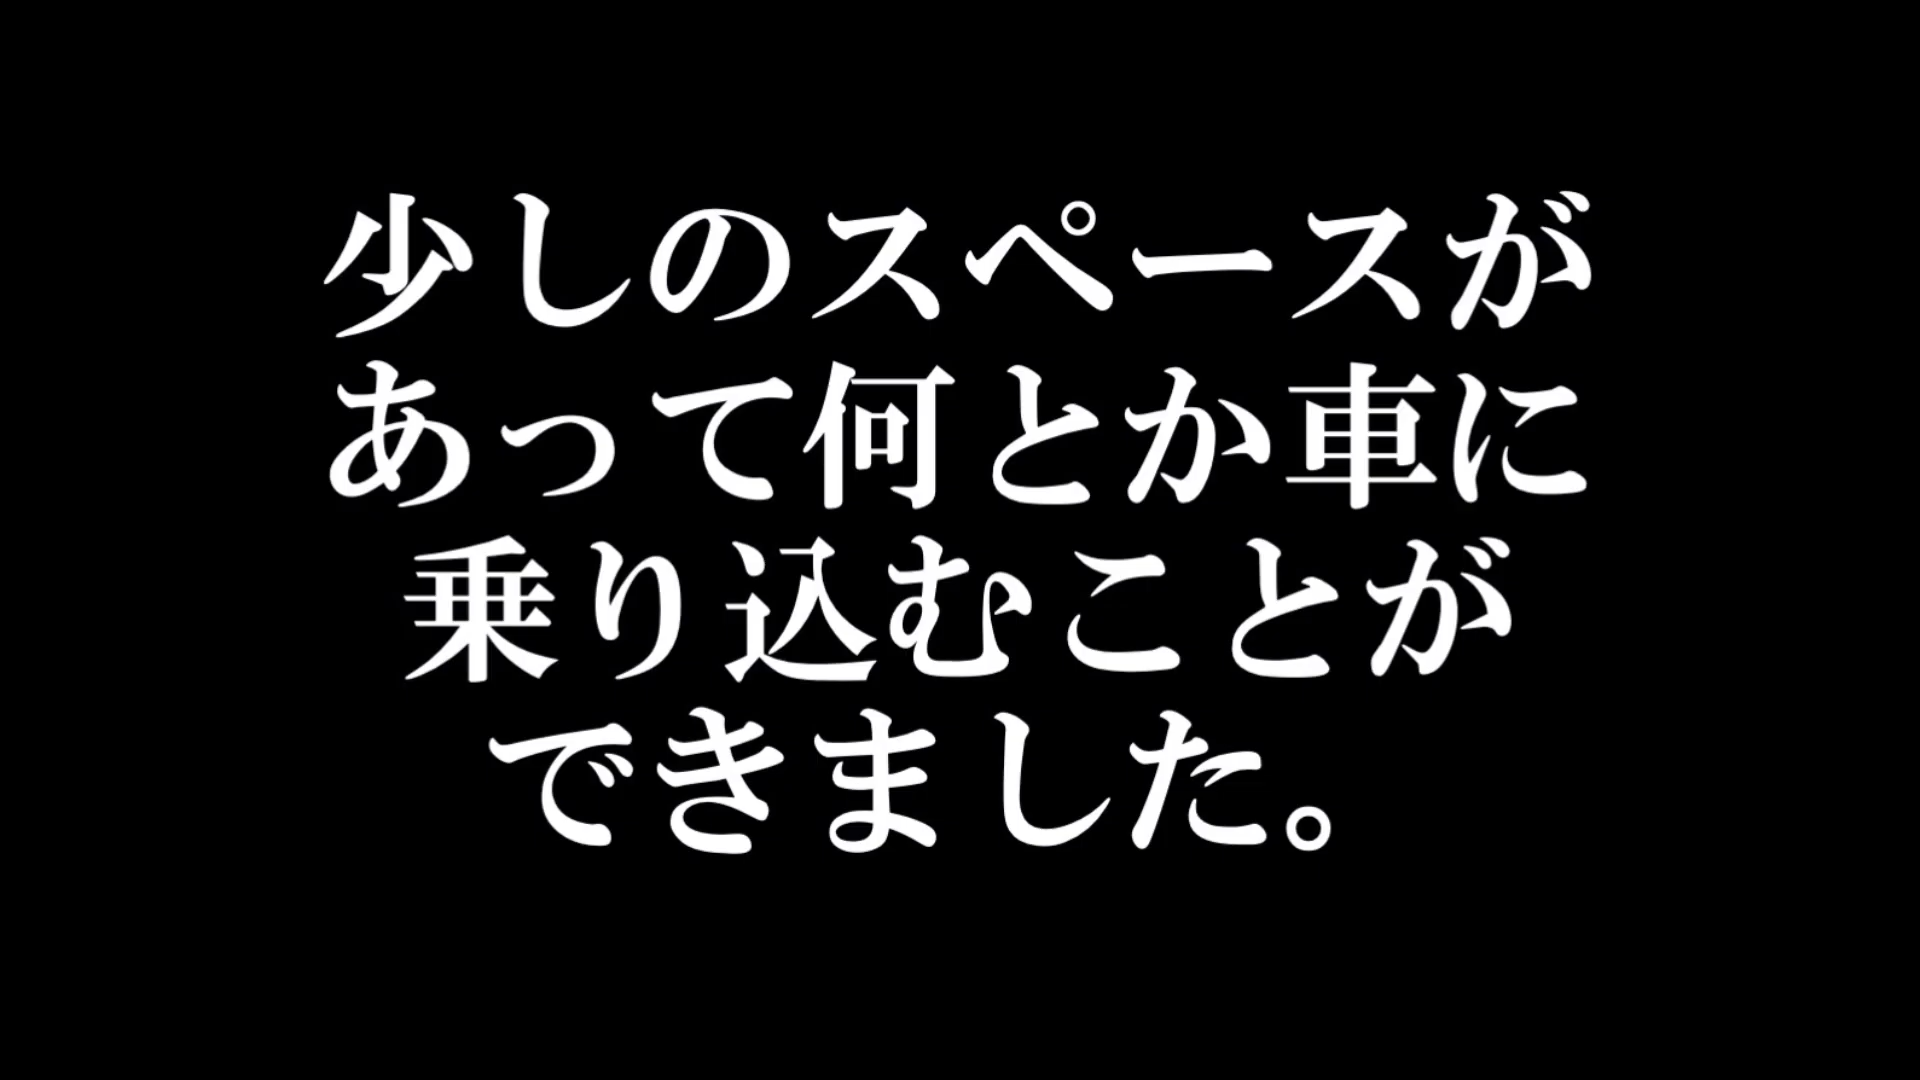 少しのスペースが
あって何とか車に
乗り込むことが
できました。